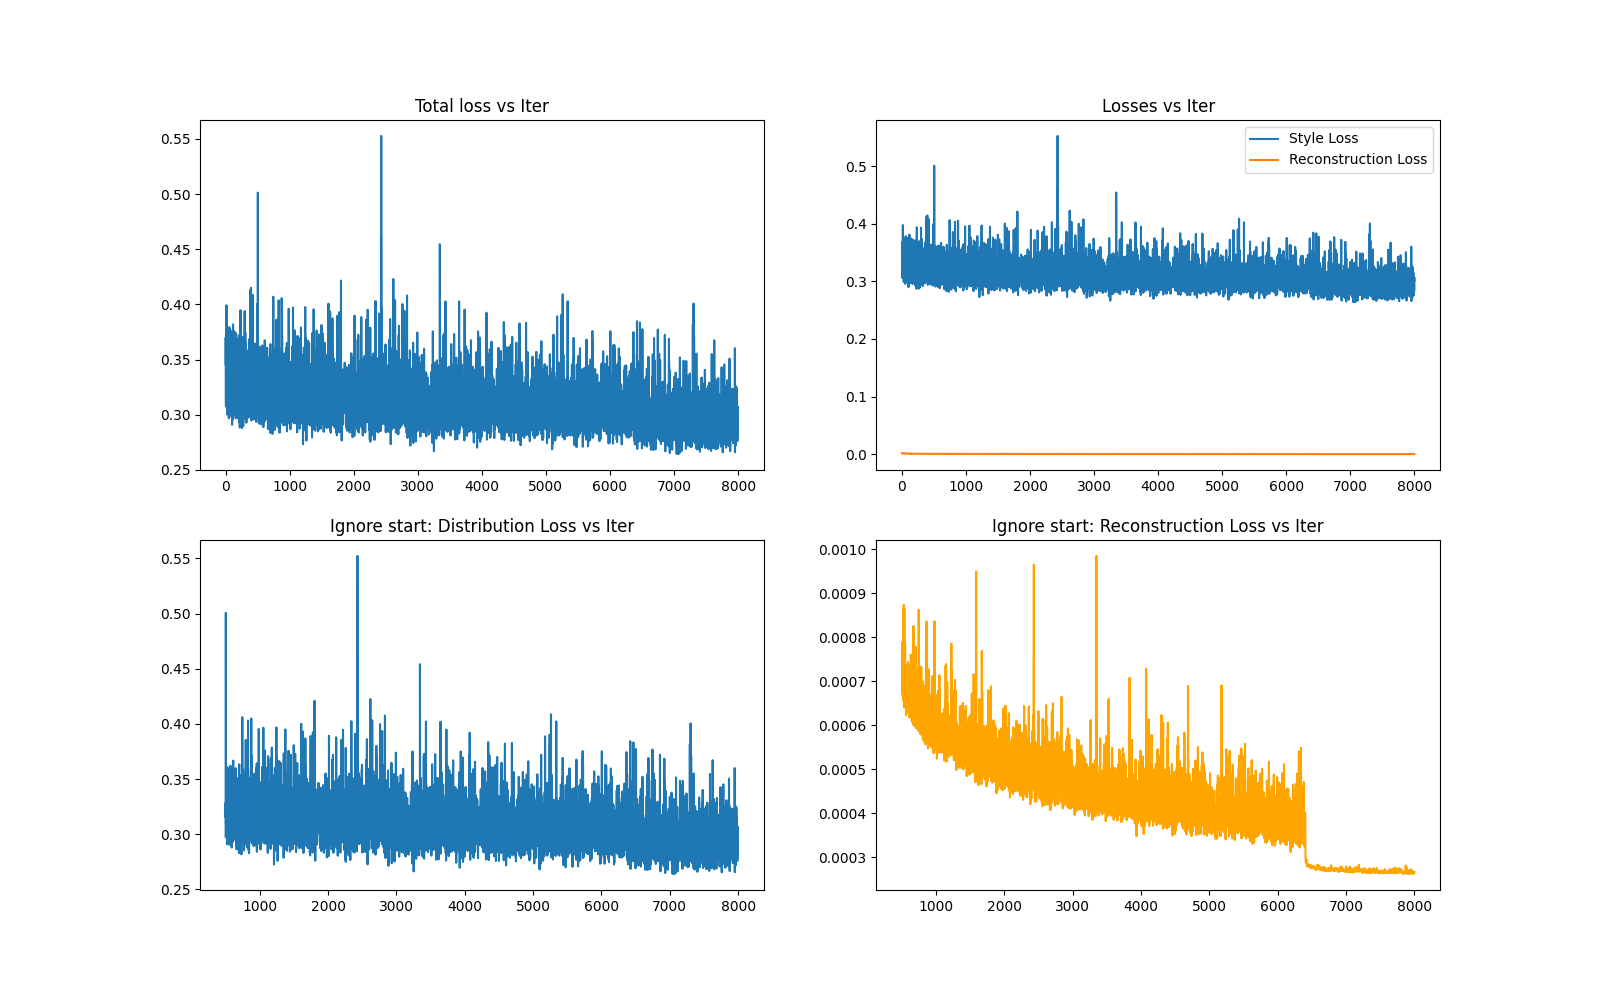 Total loss vs Iter
0.55
0.50
0.45
0.40
0.35
0.30
0.25
0 1000 2000 3000 4000 5000 6000 7000 8000
Losses vs Iter
Style Loss
Reconstruction Loss
0.5
0.4
0.3
0.2
0.1
0.0
0 1000 2000 3000 4000 5000 6000 7000 8000
Ignore start: Distribution Loss vs Iter
0.55
0.50
0.45
0.40
0.35
0.30
0.25
1000 2000 3000 4000 5000 6000 7000 8000
Ignore start: Reconstruction Loss vs Iter
0.0010
0.0009
0.0008
0.0007
0.0006
0.0005
0.0004
0.0003
1000 2000 3000 4000 5000 6000 7000 8000